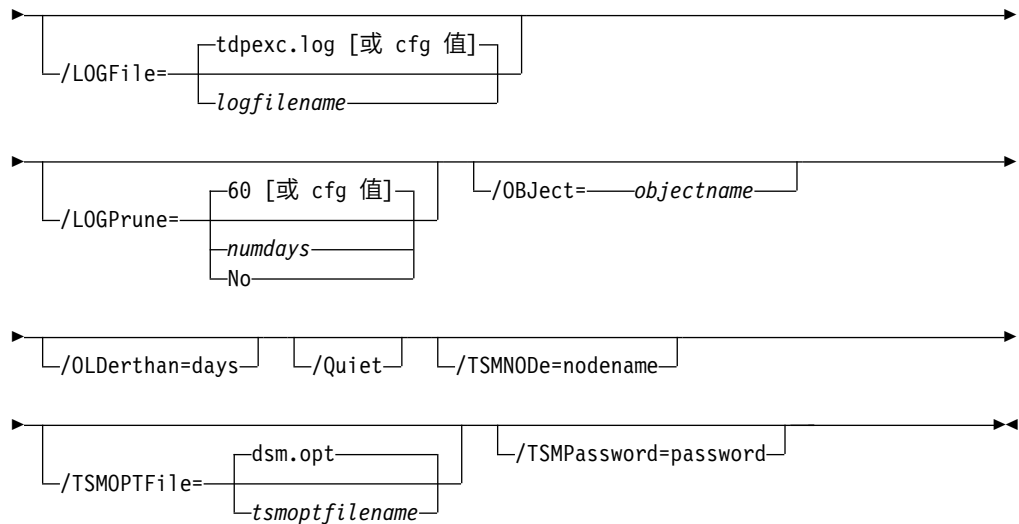 tdpexc.log [或 cfg 值]
/LOGFile=
logfilename
60 [或 cfg 值]
/LOGPrune=
numdays
No
/OBJect= objectname
/OLDerthan=days /Quiet /TSMNODe=nodename
dsm.opt
/TSMOPTFile=
tsmoptfilename
/TSMPassword=password